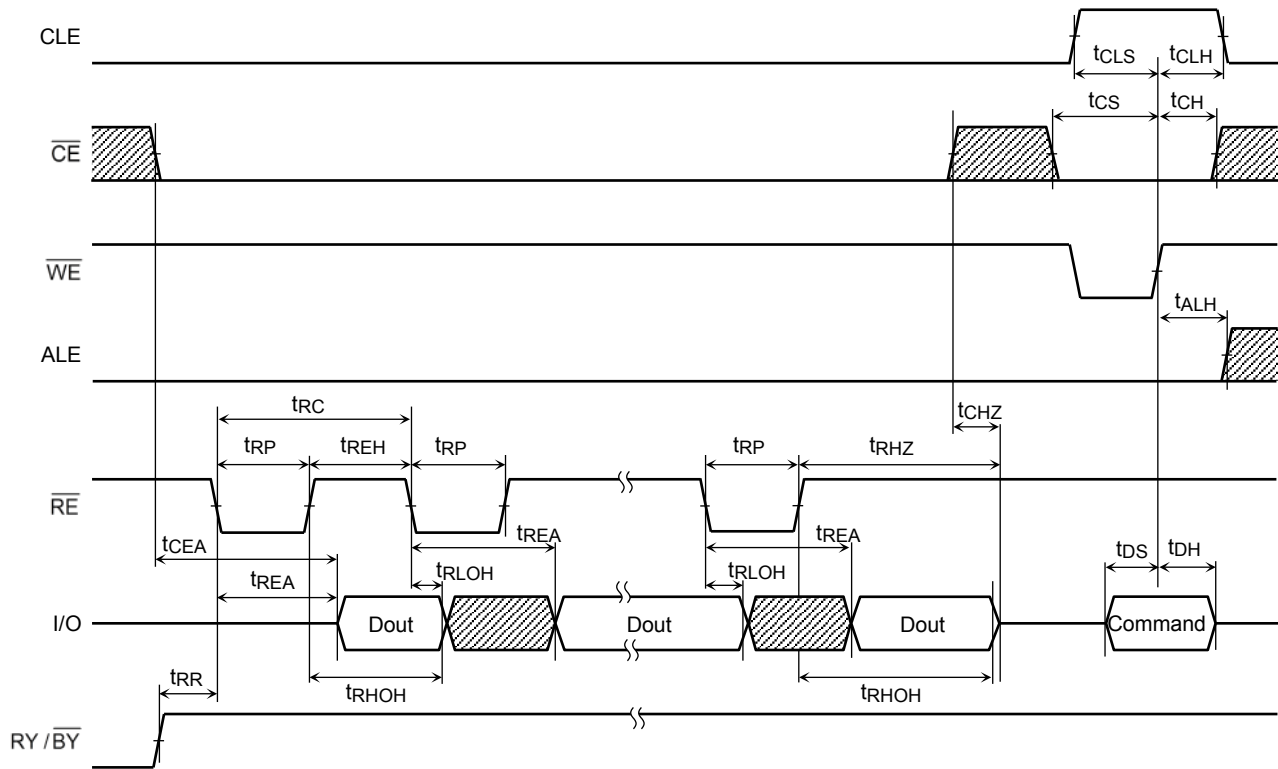 CLE
tCLS tCLH
tCS tCH
CE
WE
tALH
ALE
tRC
tCHZ
tRP tREH tRP tRP tRHZ
RE
tCEA tREA tREA tDS tDH
tREA tRLOH tRLOH
I/O Dout Dout Dout Command
tRR tRHOH tRHOH
RY / BY